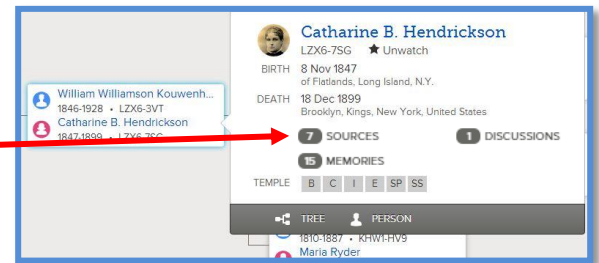 Catharine B. Hendrickson
LZX6-7SG ★ Unwatch
BIRTH 8 Nov 1847
of Flatlands, Long Island, N.Y.
DEATH 18 Dec 1899
Brooklyn, Kings, New York, United States
7 SOURCES 1 DISCUSSIONS
15 MEMORIES
TEMPLE B C I E SP SS
TREE PERSON
William Williamson Kouwenh...
1846-1928 • LZX6-3VT
Catharine B. Hendrickson
1847-1899 • LZX6-7SG
1810-1887 • KHW1-HV9
Maria Ryder